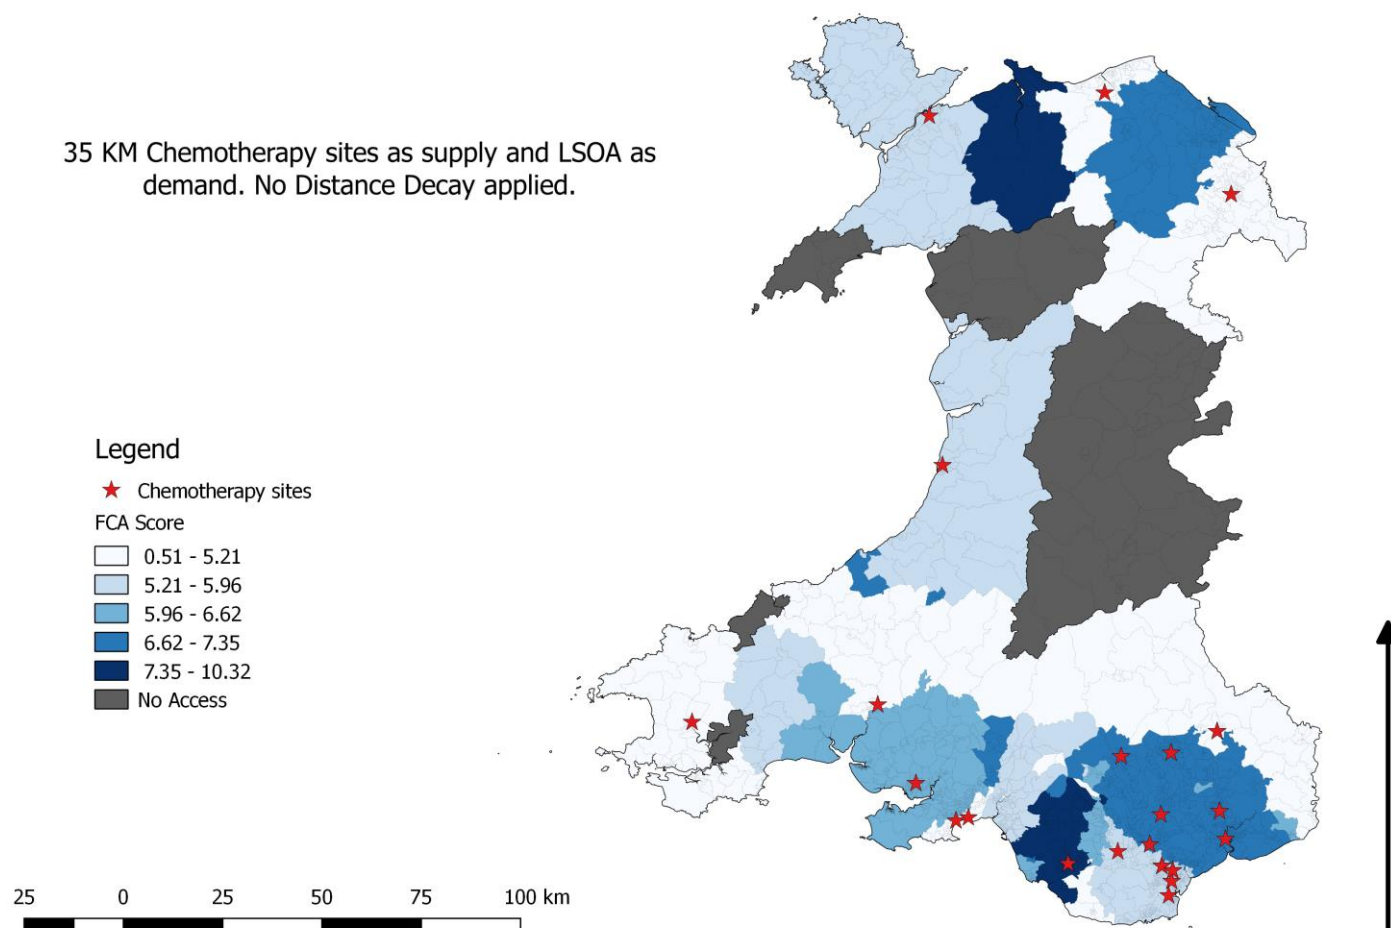 35 KM Chemotherapy sites as supply and LSOA as
demand. No Distance Decay applied.
Legend
Chemotherapy sites
FCA Score
0.51 - 5.21
5.21 - 5.96
5.96 - 6.62
6.62 - 7.35
7.35 - 10.32
No Access
25 0 25 50 75 100 km